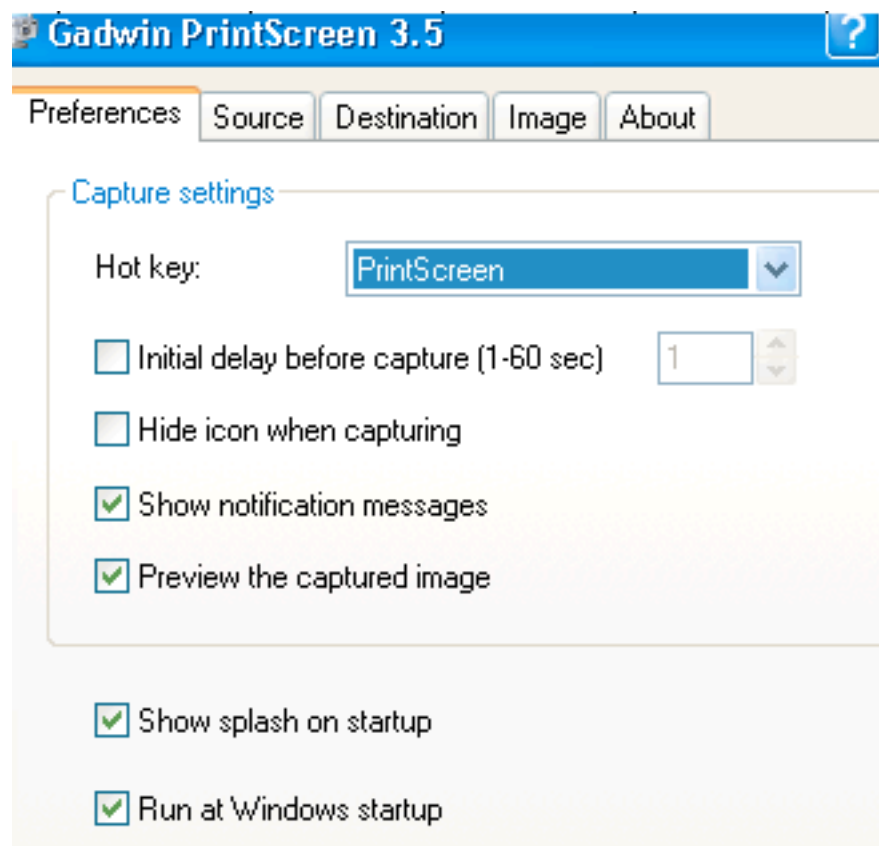 Gadwin PrintScreen 3.5 ?
Preferences Source Destination Image About
Capture settings
Hot key: PrintScreen
Initial delay before capture (1-60 sec) 1
Hide icon when capturing
Show notification messages
Preview the captured image
Show splash on startup
Run at Windows startup